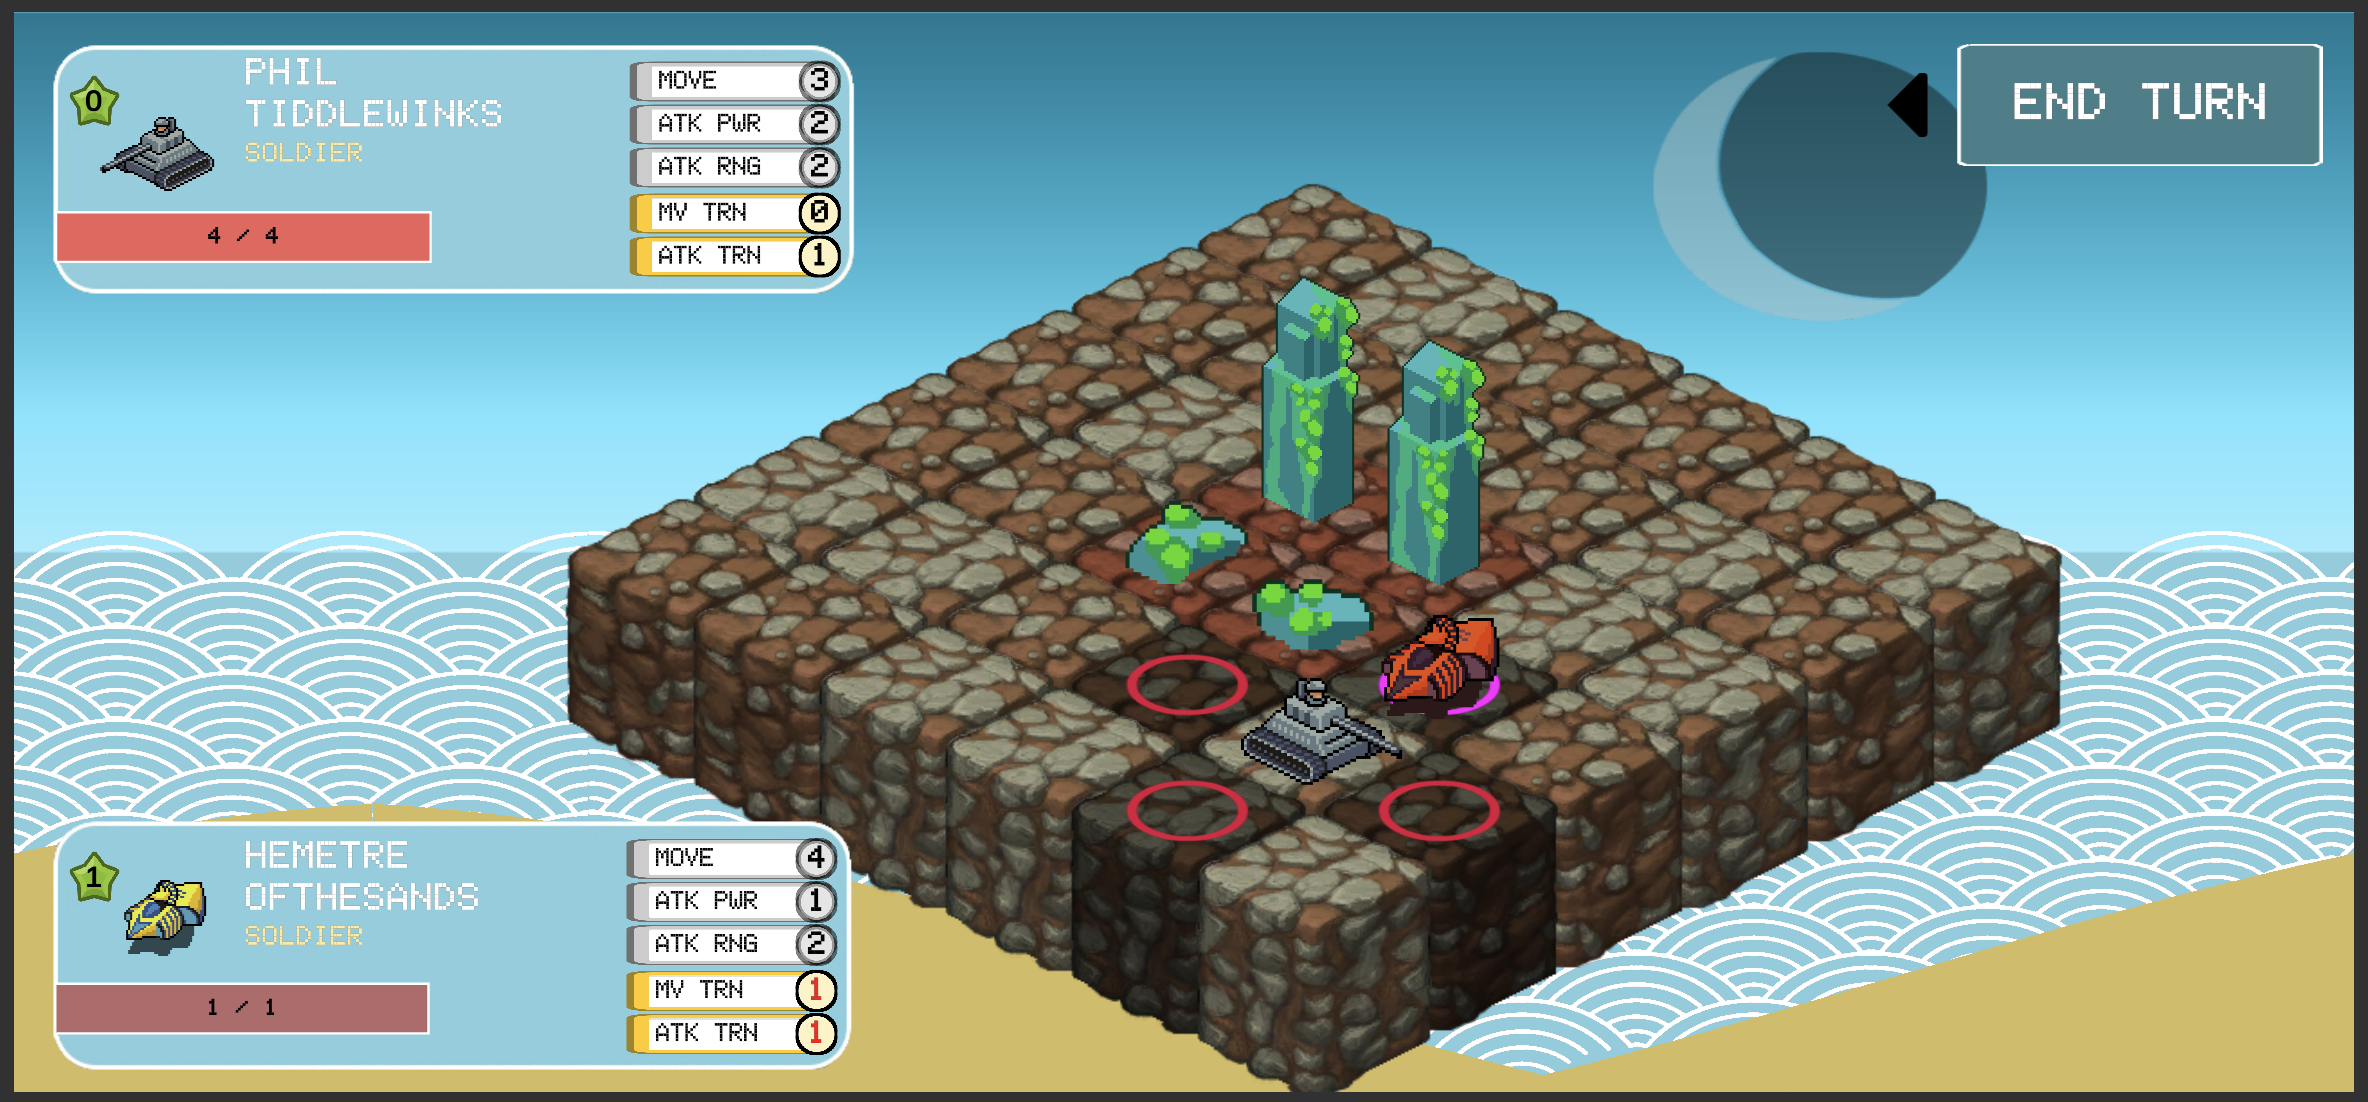 0
PHIL
TIDDLEWINKS
SOLDIER
4 / 4
MOVE 3
ATK PWR 2
ATK RNG 2
MV TRN 0
ATK TRN 1
END TURN
1
HEMETRE
OFTHESANDS
SOLDIER
1 / 1
MOVE 4
ATK PWR 1
ATK RNG 2
MV TRN 1
ATK TRN 1